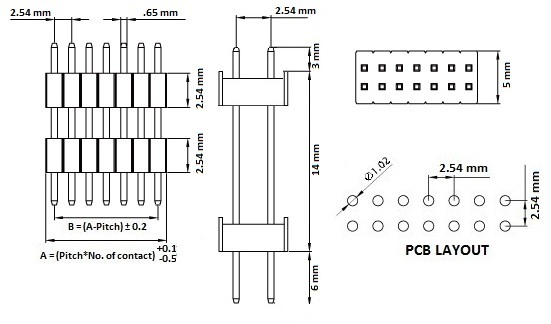 2.54 mm
.65 mm
2.54 mm
2.54 mm
B = (A-Pitch) ± 0.2
A = (Pitch*No. of contact) +0.1
-0.5
2.54 mm
3 mm
14 mm
6 mm
5 mm
Ø1.02
2.54 mm
2.54 mm
PCB LAYOUT